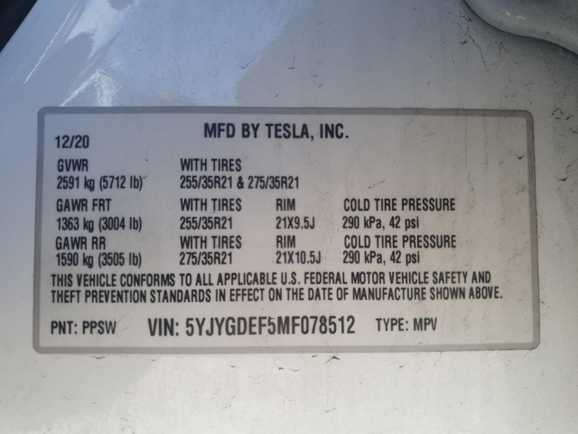 MFD BY TESLA, INC.
12/20
GVWR WITH TIRES
2591 kg (5712 lb) 255/35R21 & 275/35R21
GAWR FRT WITH TIRES RIM COLD TIRE PRESSURE
1363 kg (3004 lb) 255/35R21 21X9.5J 290 kPa, 42 psi
GAWR RR WITH TIRES RIM COLD TIRE PRESSURE
1590 kg (3505 lb) 275/35R21 21X10.5J 290 kPa, 42 psi
THIS VEHICLE CONFORMS TO ALL APPLICABLE U.S. FEDERAL MOTOR VEHICLE SAFETY AND
THEFT PREVENTION STANDARDS IN EFFECT ON THE DATE OF MANUFACTURE SHOWN ABOVE.
PNT: PPSW VIN: 5YJYGDEF5MF078512 TYPE: MPV